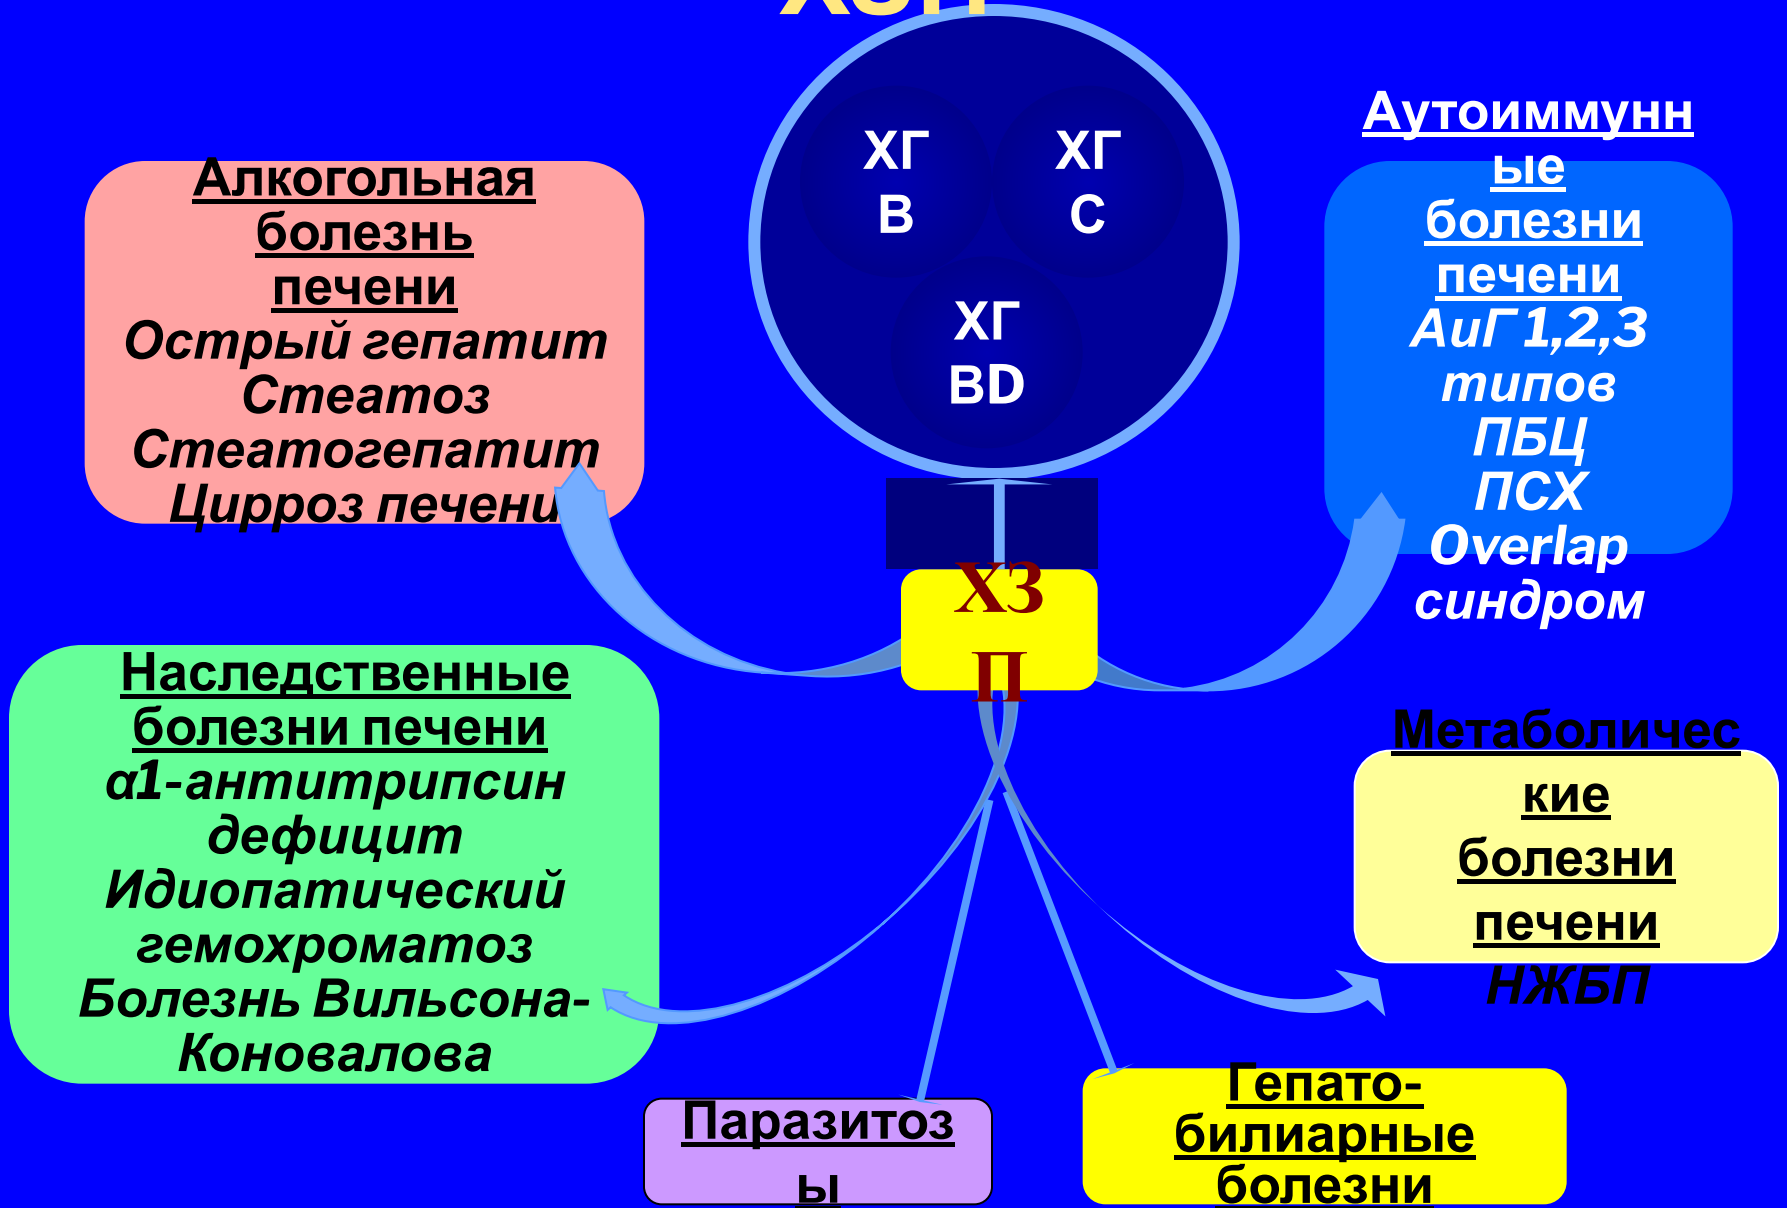 ХЗП
ХГ
В
ХГ
С
ХГ
ВD
Алкогольная
болезнь
печени
Острый гепатит
Стеатоз
Стеатогепатит
Цирроз печени
Аутоиммунн
ые
болезни
печени
АиГ 1,2,3
типов
ПБЦ
ПСХ
Overlap
синдром
ХЗ
П
Наследственные
болезни печени
α1-антитрипсин
дефицит
Идиопатический
гемохроматоз
Болезнь Вильсона-
Коновалова
Метаболичес
кие
болезни
печени
НЖБП
Паразитоз
ы
Гепато-
билиарные
болезни